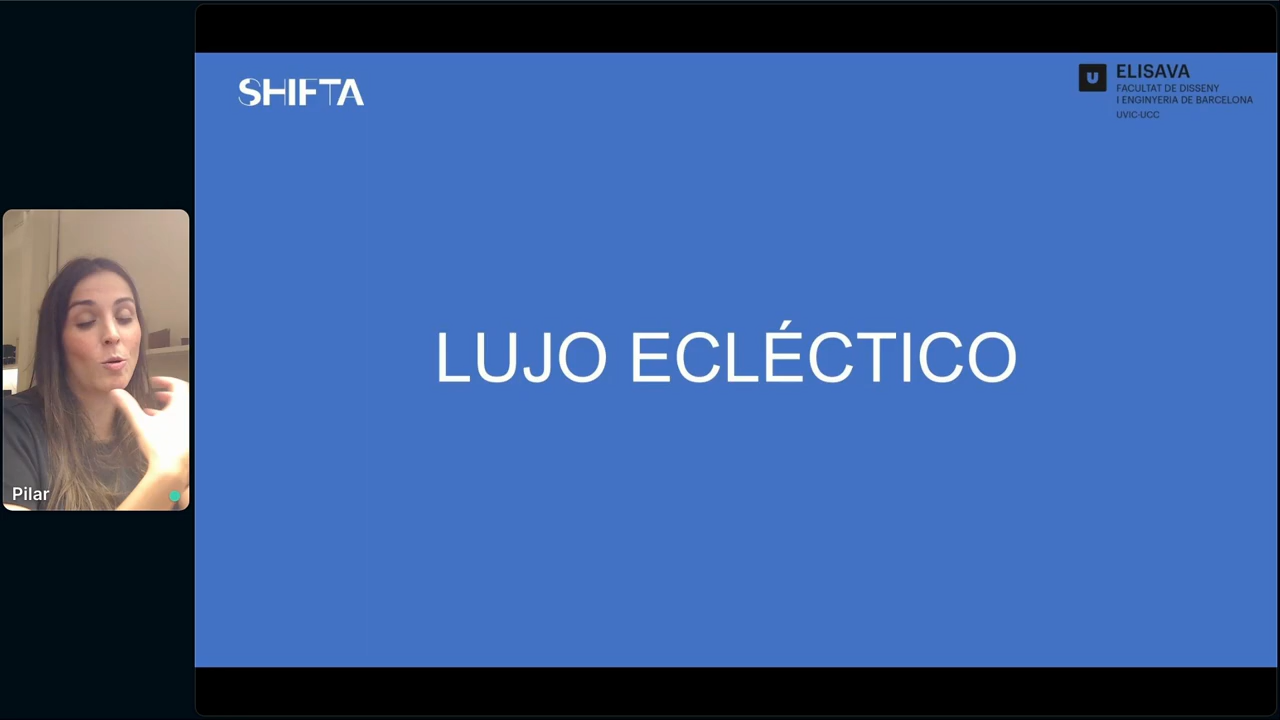 SHIFTA
U ELISAVA
FACULTAT DE DISSENY
I ENGINYERIA DE BARCELONA
UVIC·UCC
LUJO ECLÉCTICO
Pilar